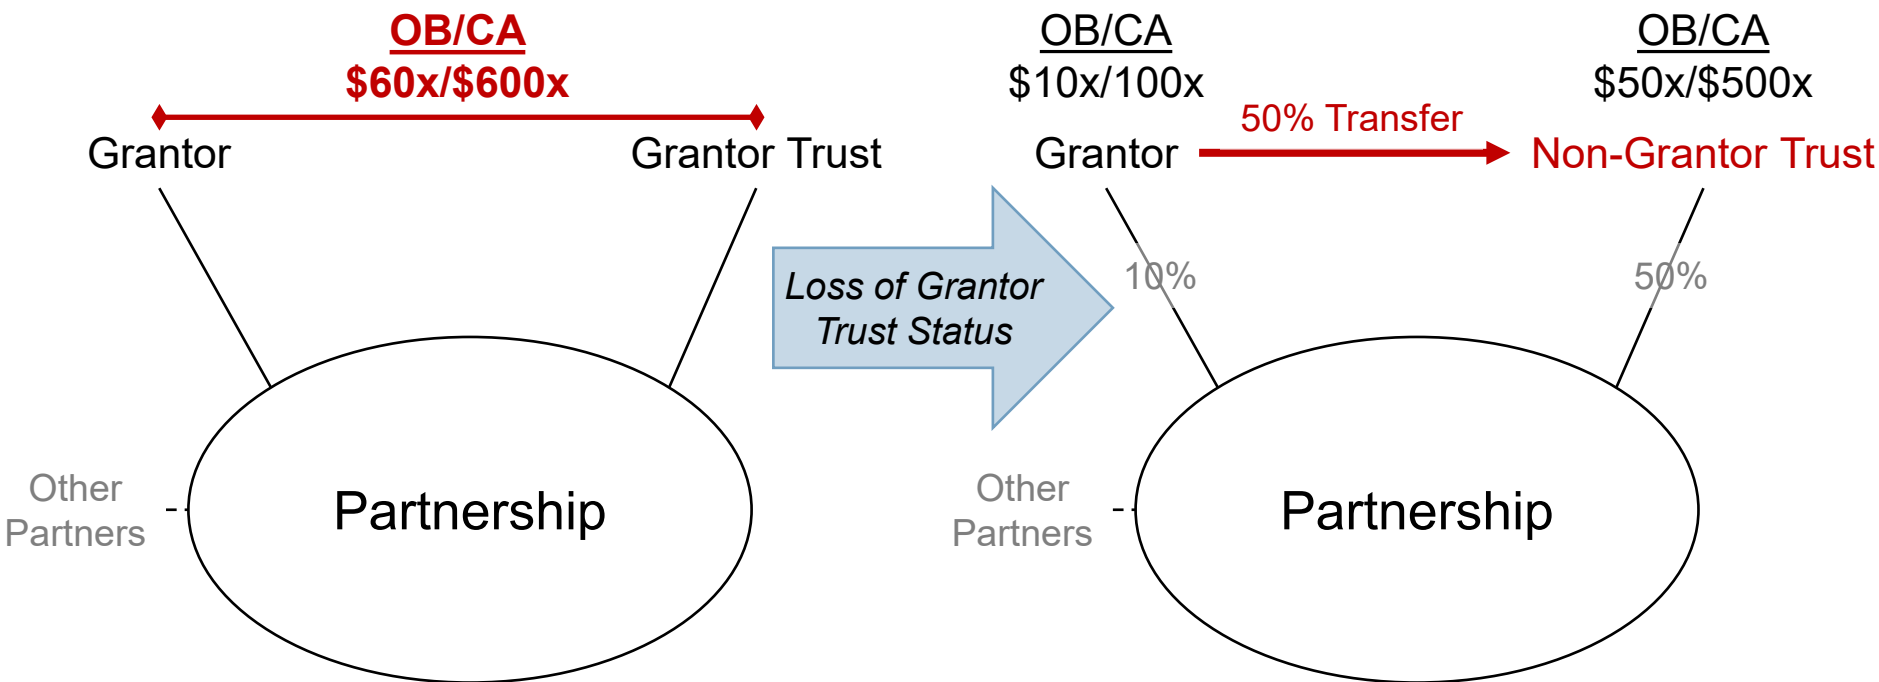 OB/CA
$60x/$600x
Grantor
Grantor Trust
Other
Partners
Partnership
Loss of Grantor
Trust Status
OB/CA
$10x/100x
OB/CA
$50x/$500x
50% Transfer
Grantor
Non-Grantor Trust
10%
50%
Other
Partners
Partnership